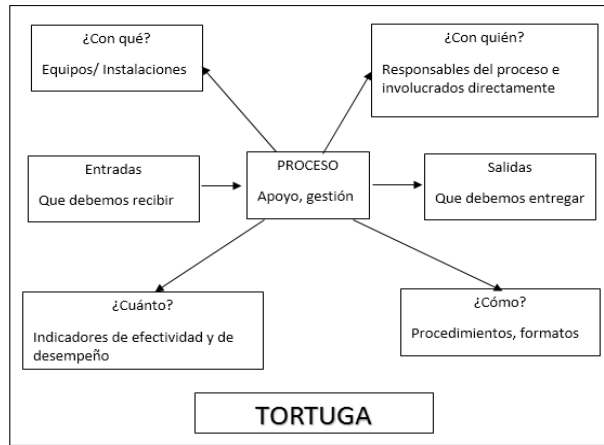 ¿Con qué?
Equipos/ Instalaciones
¿Con quién?
Responsables del proceso e
involucrados directamente
Entradas
Que debemos recibir
PROCESO
Apoyo, gestión
Salidas
Que debemos entregar
¿Cuánto?
Indicadores de efectividad y de
desempeño
¿Cómo?
Procedimientos, formatos
TORTUGA